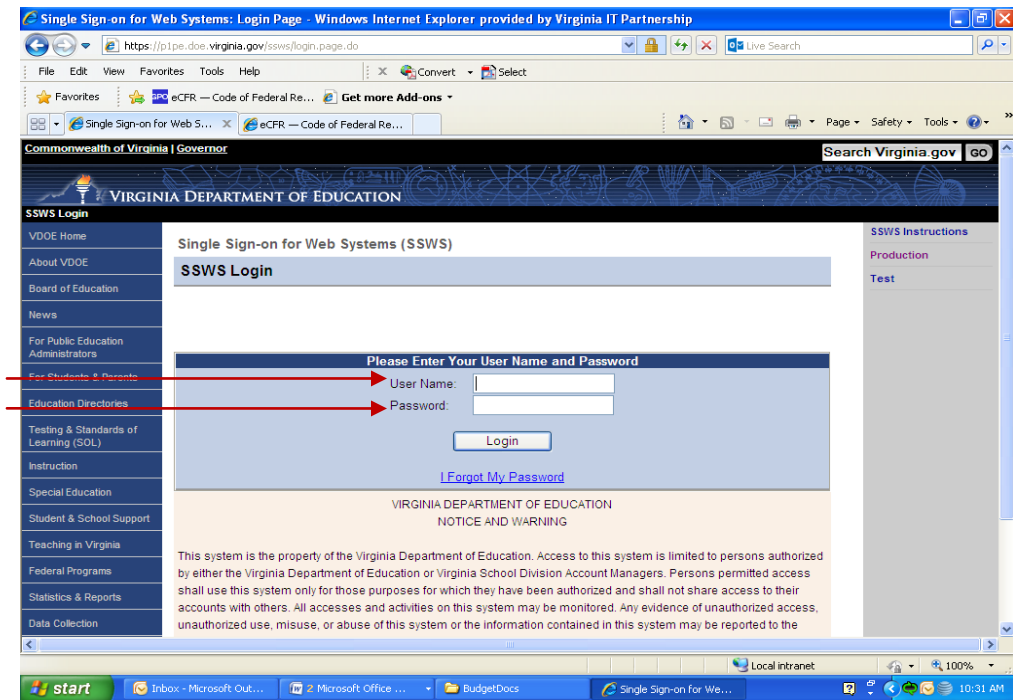 Single Sign-on for Web Systems: Login Page - Windows Internet Explorer provided by Virginia IT Partnership
https://p1pe.doe.virginia.gov/ssws/login.page.do
Live Search
File Edit View Favorites Tools Help
Convert Select
Favorites
GPO eCFR — Code of Federal Re... Get more Add-ons
Single Sign-on for Web S... eCFR — Code of Federal Re...
Page Safety Tools
Commonwealth of Virginia | Governor
Search Virginia.gov GO
VIRGINIA DEPARTMENT OF EDUCATION
SSWS Login
VDOE Home
About VDOE
Board of Education
News
For Public Education
Administrators
For Students & Parents
Education Directories
Testing & Standards of
Learning (SOL)
Instruction
Special Education
Student & School Support
Teaching in Virginia
Federal Programs
Statistics & Reports
Data Collection
Single Sign-on for Web Systems (SSWS)
SSWS Login
Please Enter Your User Name and Password
User Name:
Password:
Login
I Forgot My Password
VIRGINIA DEPARTMENT OF EDUCATION
NOTICE AND WARNING
This system is the property of the Virginia Department of Education. Access to this system is limited to persons authorized
by either the Virginia Department of Education or Virginia School Division Account Managers. Persons permitted access
shall use this system only for those purposes for which they have been authorized and shall not share access to their
accounts with others. All accesses and activities on this system may be monitored. Any evidence of unauthorized access,
unauthorized use, misuse, or abuse of this system or the information contained in this system may be reported to the
SSWS Instructions
Production
Test
Local intranet
100%
start
Inbox - Microsoft Out...
2 Microsoft Office ...
BudgetDocs
Single Sign-on for We...
10:31 AM